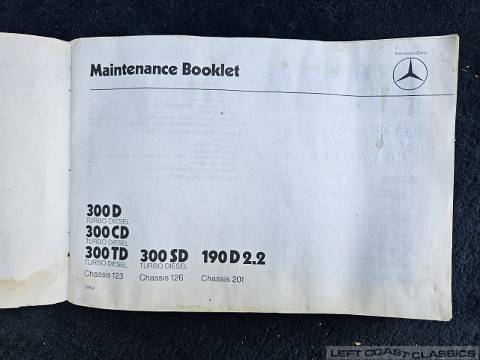 Mercedes-Benz
Maintenance Booklet
300 D
TURBO DIESEL
300 CD
TURBO DIESEL
300 TD 300 SD 190 D 2.2
TURBO DIESEL TURBO DIESEL
Chassis 123 Chassis 126 Chassis 201
1984
LEFT COAST CLASSICS